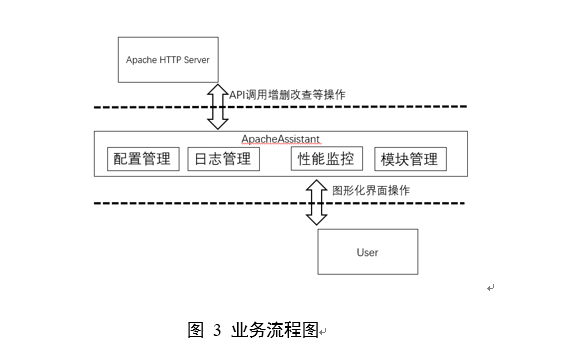 Apache HTTP Server
API调用增删改查等操作
ApacheAssistant
配置管理 日志管理 性能监控 模块管理
图形化界面操作
User
图 3 业务流程图